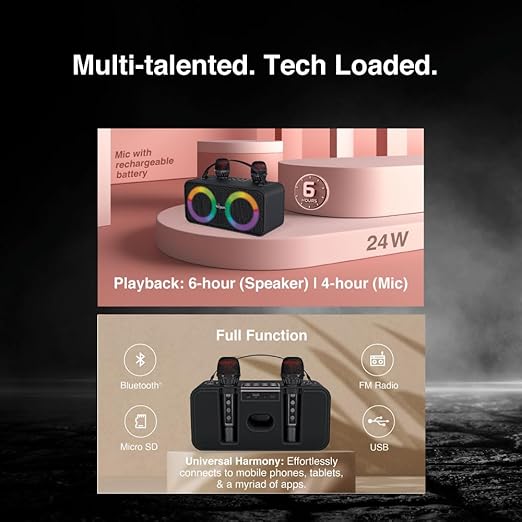 Multi-talented. Tech Loaded.
Mic with
rechargeable
battery
6
HOURS
24W
Playback: 6-hour (Speaker) | 4-hour (Mic)
Full Function
Bluetooth®
FM Radio
Micro SD
USB
Universal Harmony: Effortlessly
connects to mobile phones, tablets,
& a myriad of apps.